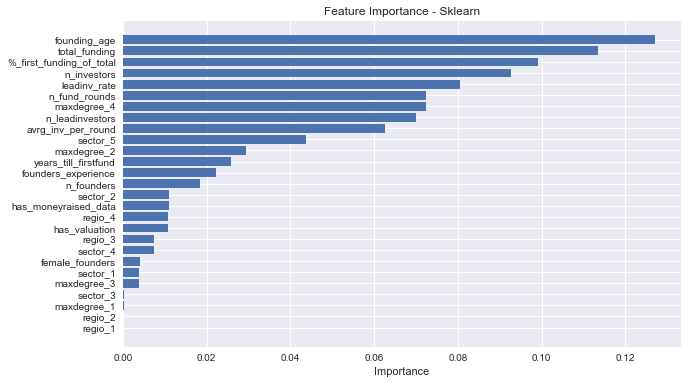 Feature Importance - Sklearn
founding_age
total_funding
%_first_funding_of_total
n_investors
leadinv_rate
n_fund_rounds
maxdegree_4
n_leadinvestors
avrg_inv_per_round
sector_5
maxdegree_2
years_till_firstfund
founders_experience
n_founders
sector_2
has_moneyraised_data
regio_4
has_valuation
regio_3
sector_4
female_founders
sector_1
maxdegree_3
sector_3
maxdegree_1
regio_2
regio_1
0.00 0.02 0.04 0.06 0.08 0.10 0.12
Importance